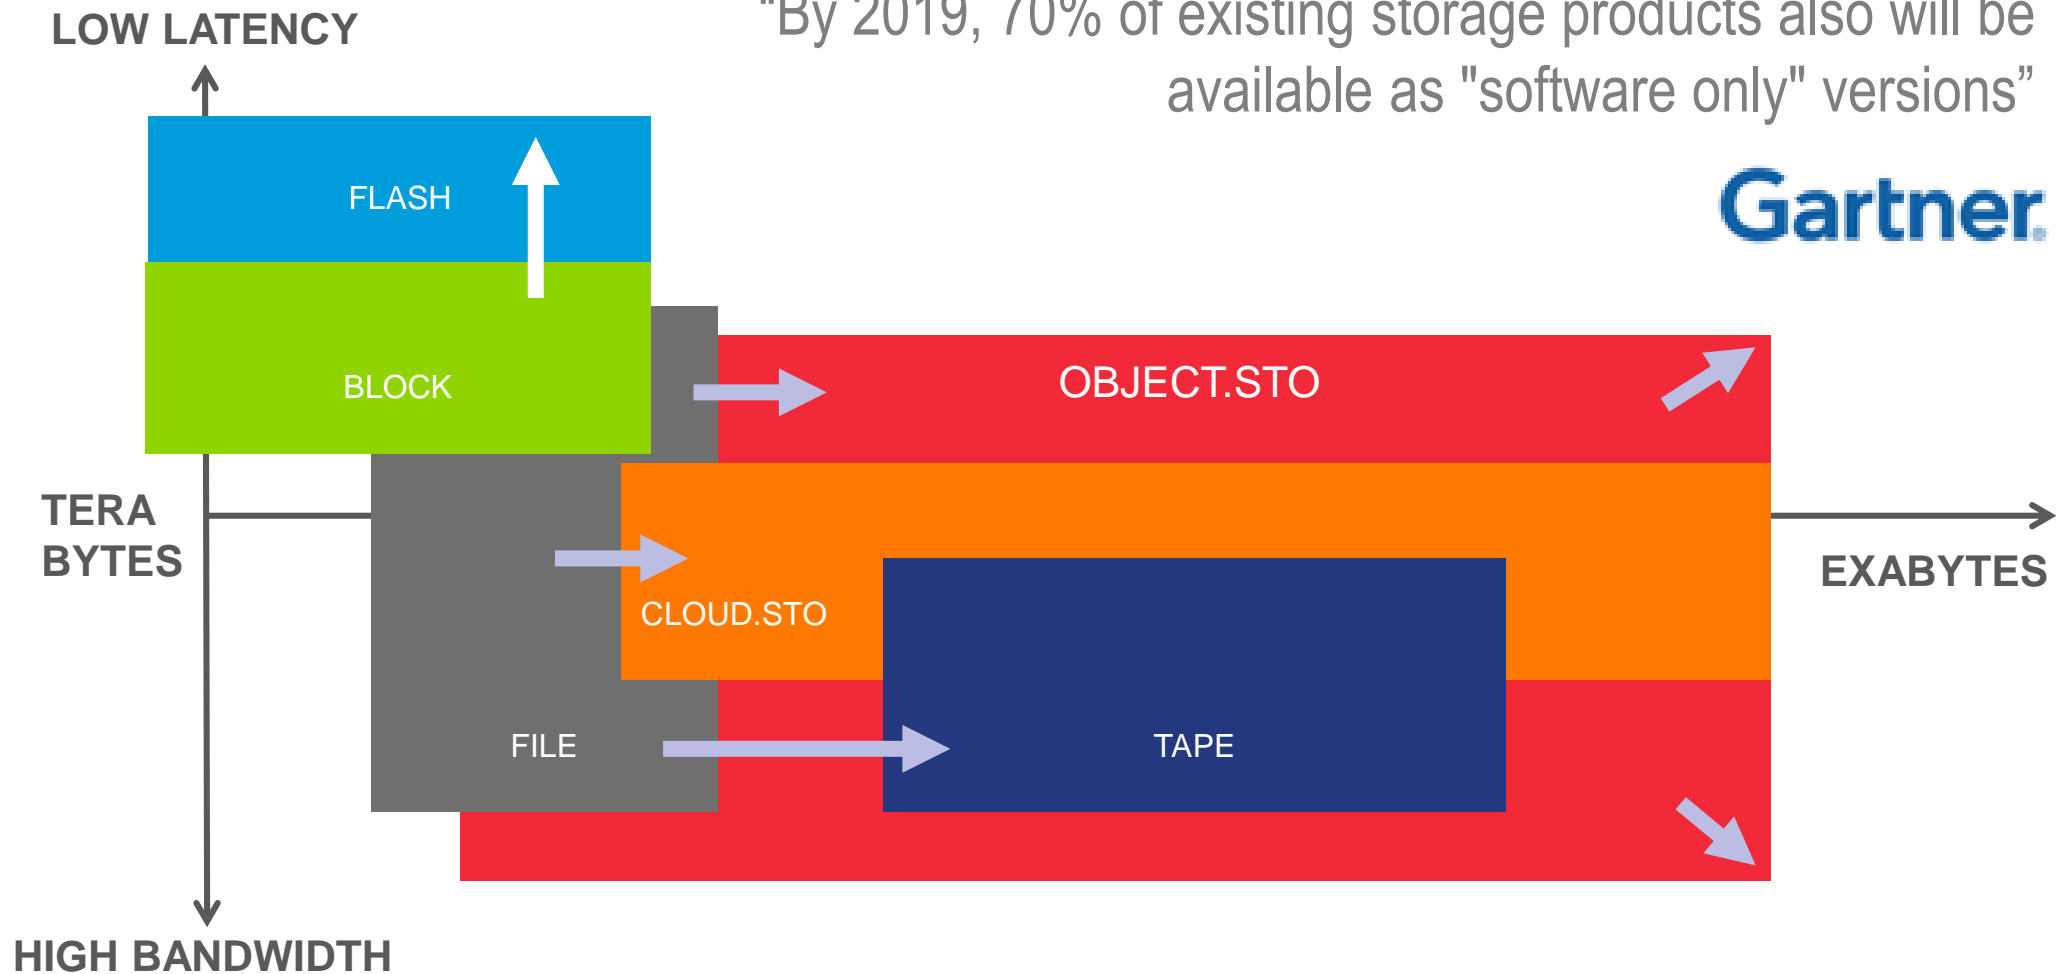 LOW LATENCY
“By 2019, 70% of existing storage products also will be
available as "software only" versions”
Gartner.
FLASH
BLOCK
OBJECT.STO
TERA
BYTES
EXABYTES
CLOUD.STO
FILE
TAPE
HIGH BANDWIDTH